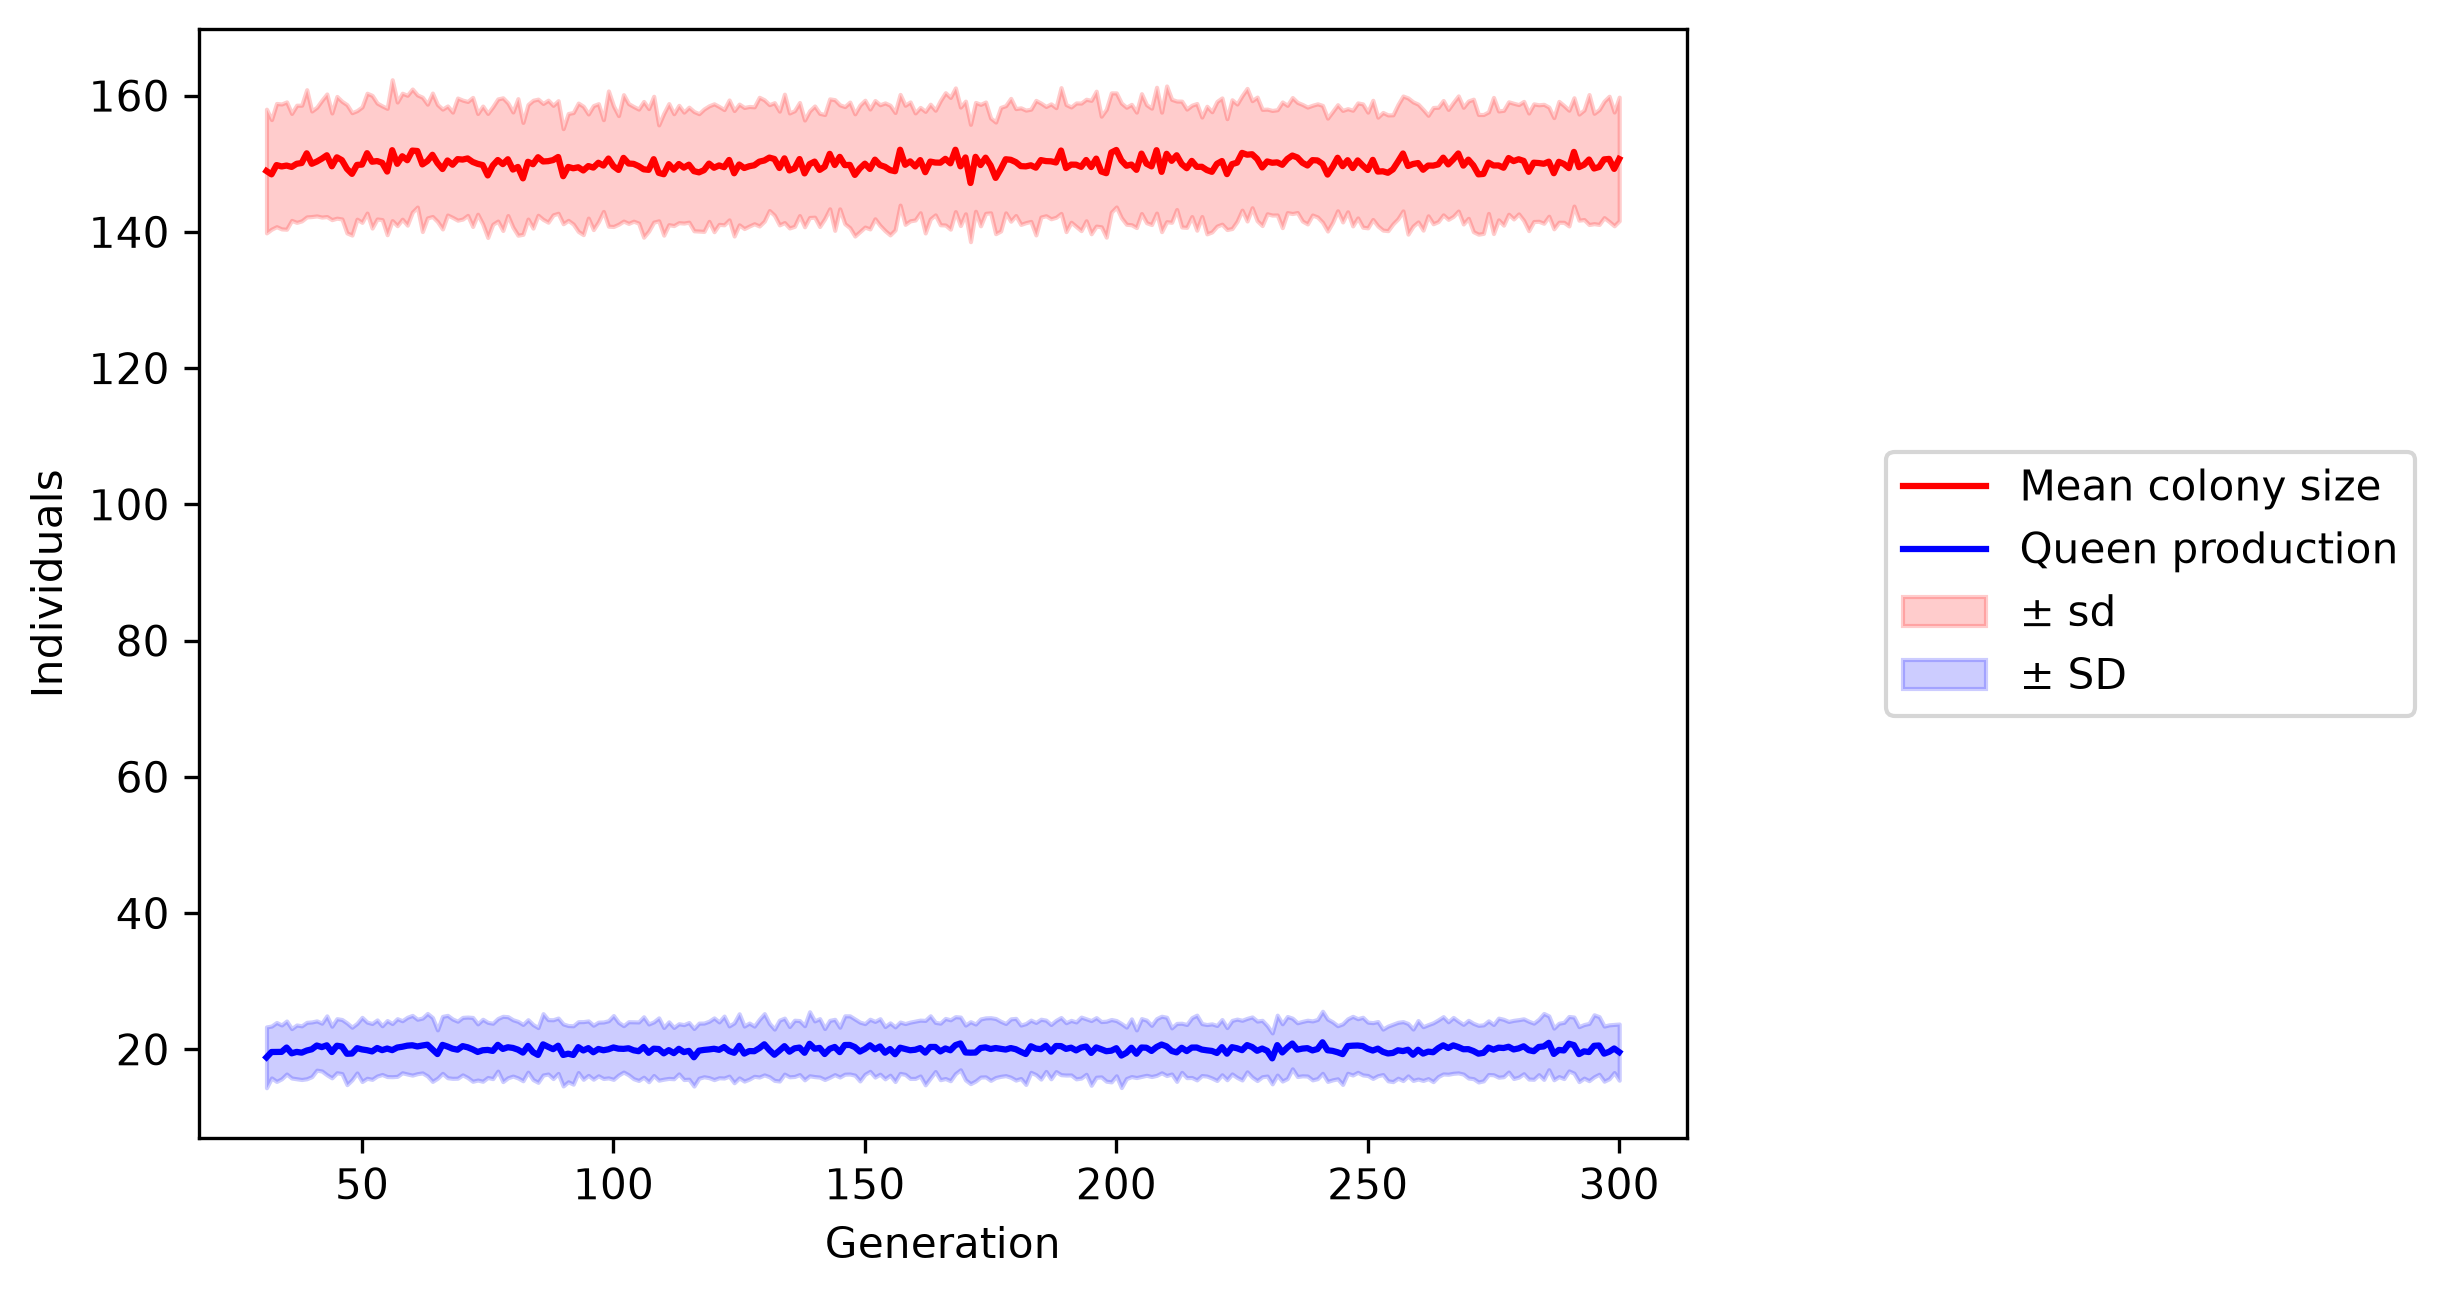 160
140
120
100
80
60
40
20
Individuals
50 100 150 200 250 300
Generation
Mean colony size
Queen production
± sd
± SD